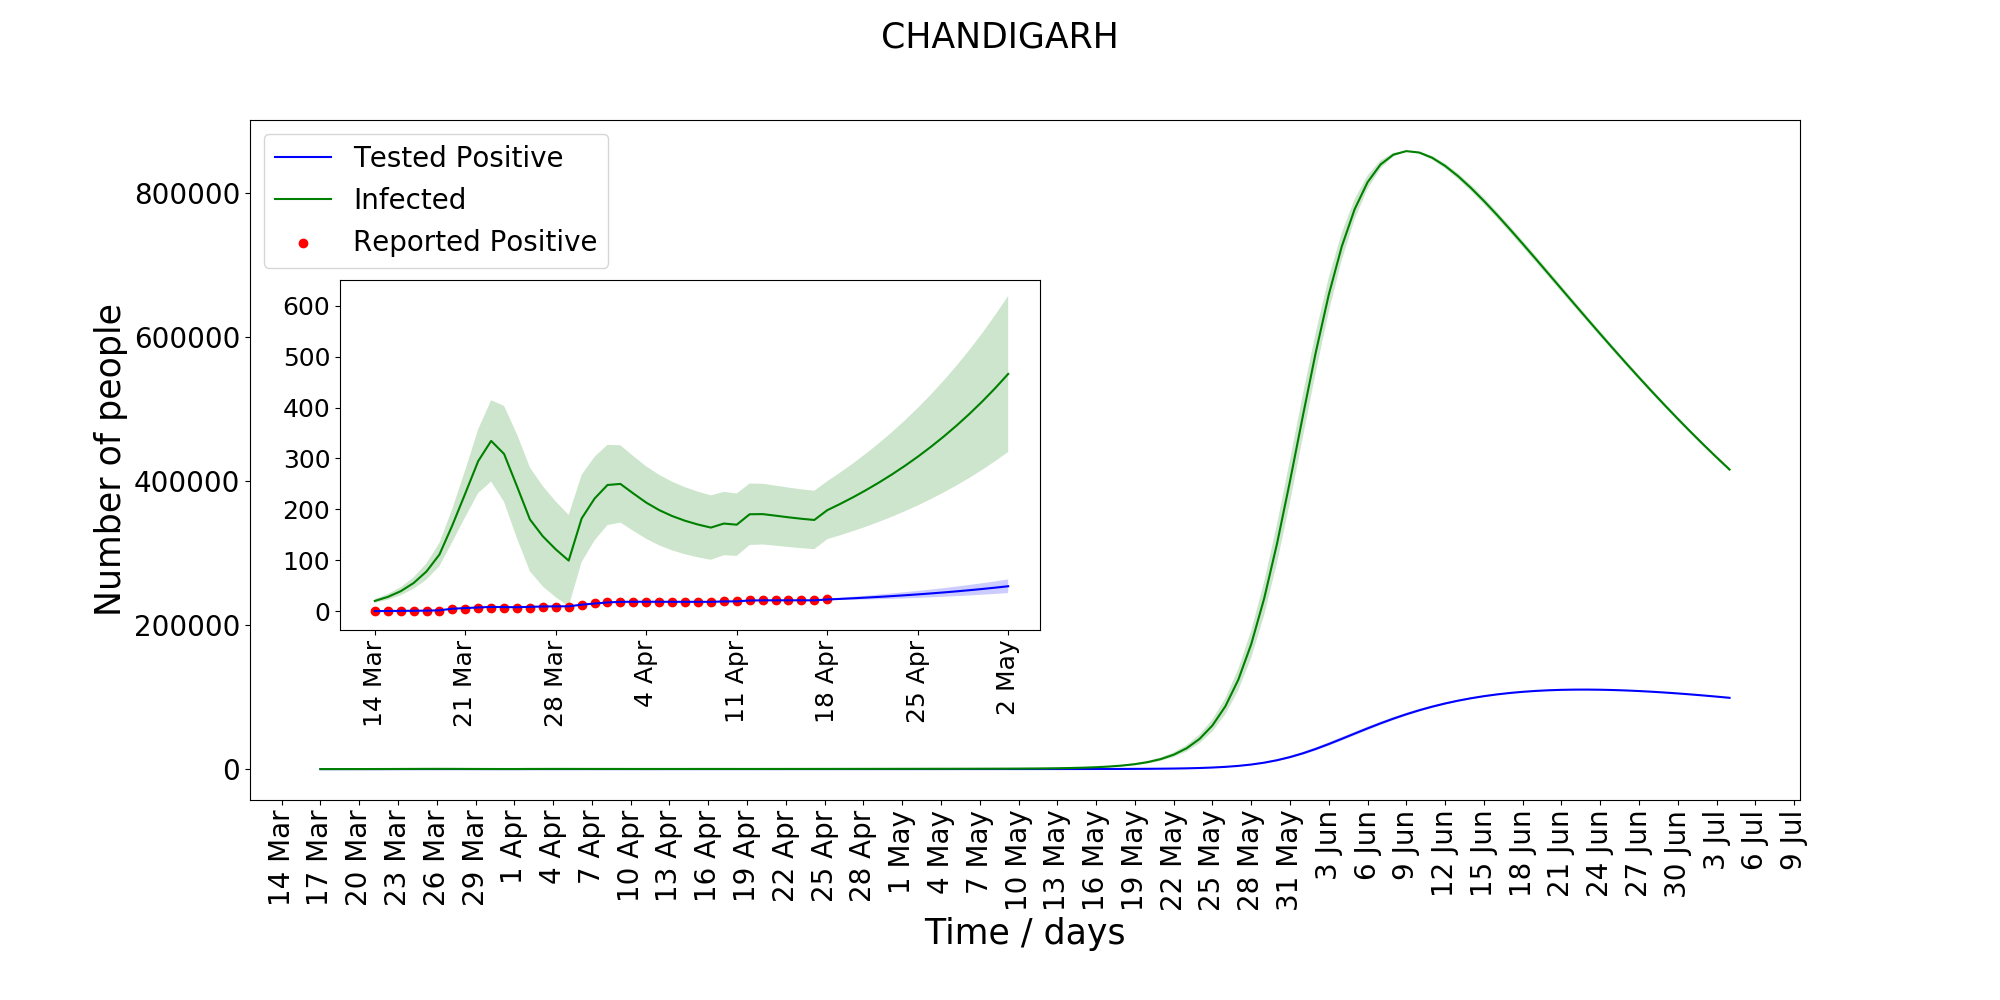 CHANDIGARH
Tested Positive
Infected
Reported Positive
Number of people
800000
600000
400000
200000
0
600
500
400
300
200
100
0
14 Mar
21 Mar
28 Mar
4 Apr
11 Apr
18 Apr
25 Apr
2 May
14 Mar
17 Mar
20 Mar
23 Mar
26 Mar
29 Mar
1 Apr
4 Apr
7 Apr
10 Apr
13 Apr
16 Apr
19 Apr
22 Apr
25 Apr
28 Apr
1 May
4 May
7 May
10 May
13 May
16 May
19 May
22 May
25 May
28 May
31 May
3 Jun
6 Jun
9 Jun
12 Jun
15 Jun
18 Jun
21 Jun
24 Jun
27 Jun
30 Jun
3 Jul
6 Jul
9 Jul
Time / days